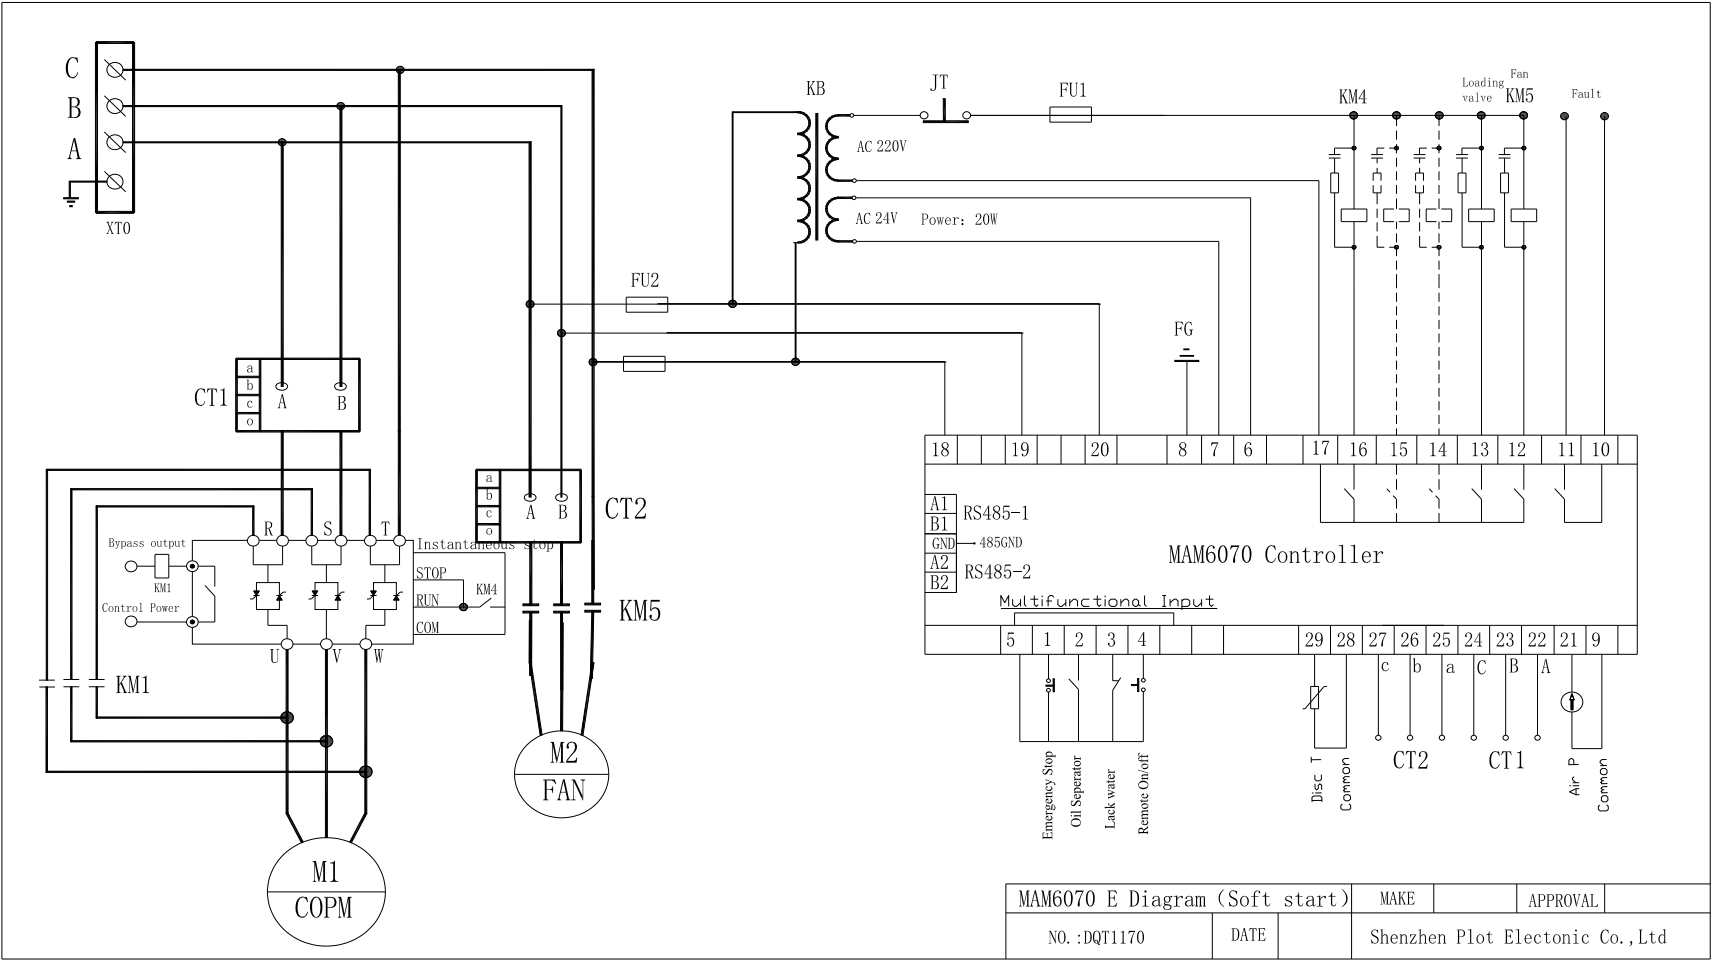 C
B
A
XT0
KB
JT
FU1
KM4
Loading valve
Fan
KM5
Fault
AC 220V
AC 24V
Power: 20W
FU2
FG
CT1
a
b
c
o
A
B
CT2
a
b
c
o
A
B
R S T
Bypass output
KM1
Control Power
Instantaneous stop
STOP
RUN
COM
KM4
U V W
KM1
KM5
M1
COPM
M2
FAN
18 19 20 8 7 6 17 16 15 14 13 12 11 10
A1
B1
RS485-1
GND 485GND
A2
B2
RS485-2
MAM6070 Controller
Multifunctional Input
5 1 2 3 4 29 28 27 26 25 24 23 22 21 9
c b a C B A
Emergency Stop
Oil Seperator
Lack water
Remote On/off
Disc T
Common
CT2
CT1
Air P
Common
MAM6070 E Diagram (Soft start) MAKE APPROVAL
NO.:DQT1170 DATE Shenzhen Plot Electonic Co.,Ltd